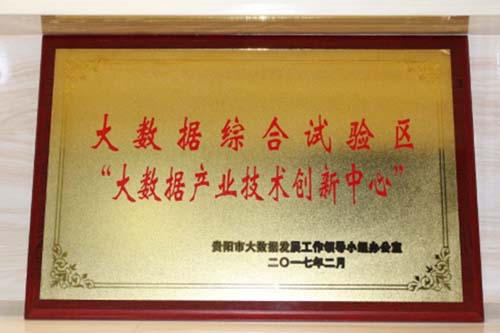 大数据综合试验区
“大数据产业技术创新中心”
贵阳市大数据发展工作领导小组办公室
二〇一七年二月